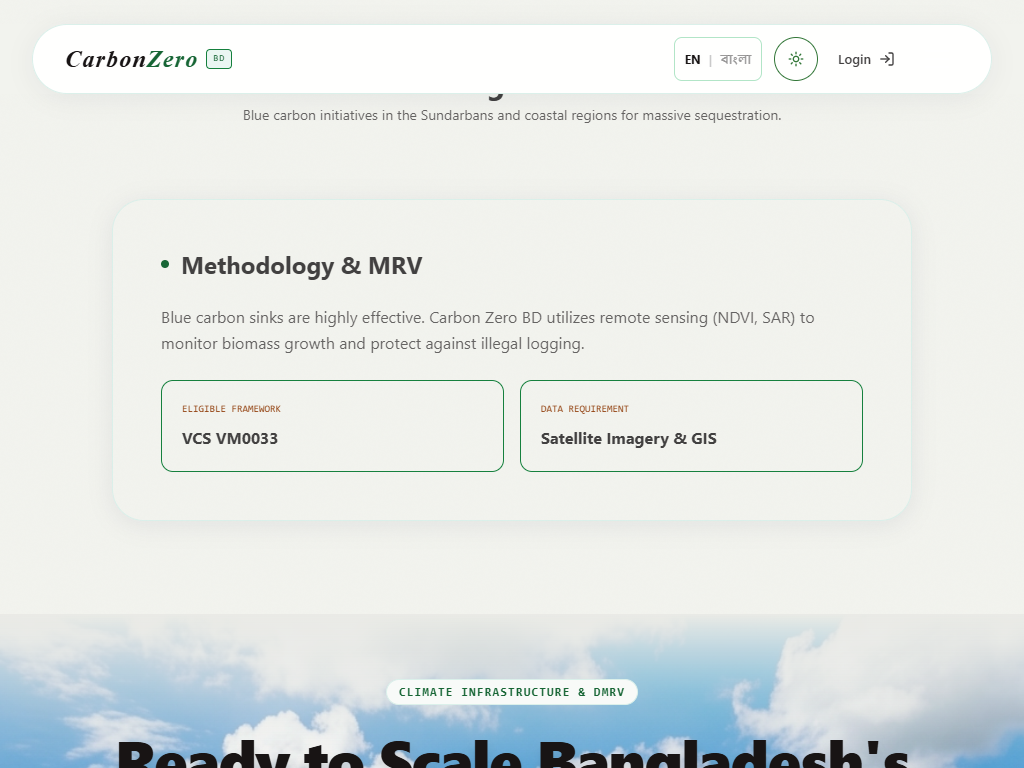 CarbonZero BD
EN | বাংলা
Login
Blue carbon initiatives in the Sundarbans and coastal regions for massive sequestration.
Methodology & MRV
Blue carbon sinks are highly effective. Carbon Zero BD utilizes remote sensing (NDVI, SAR) to
monitor biomass growth and protect against illegal logging.
ELIGIBLE FRAMEWORK
VCS VM0033
DATA REQUIREMENT
Satellite Imagery & GIS
CLIMATE INFRASTRUCTURE & DMRV
Ready to Scale Bangladesh's